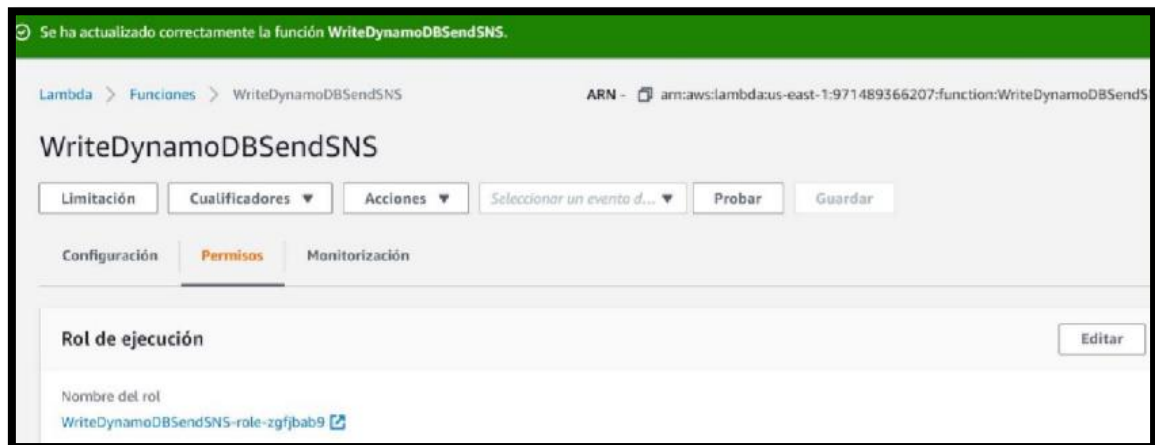 Se ha actualizado correctamente la función WriteDynamoDBSendSNS.
Lambda > Funciones > WriteDynamoDBSendSNS ARN - arn:aws:lambda:us-east-1:971489366207:function:WriteDynamoDBSendS
WriteDynamoDBSendSNS
Limitación Cualificadores ▼ Acciones ▼ Seleccionar un evento d... ▼ Probar Guardar
Configuración Permisos Monitorización
Rol de ejecución Editar
Nombre del rol
WriteDynamoDBSendSNS-role-zgfjbab9